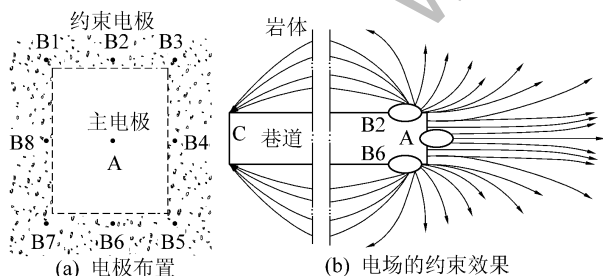 约束电极
B1 B2 B3
主电极
B8 A B4
B7 B6 B5
(a) 电极布置
岩体
C 巷道 B2 A
B6
(b) 电场的约束效果